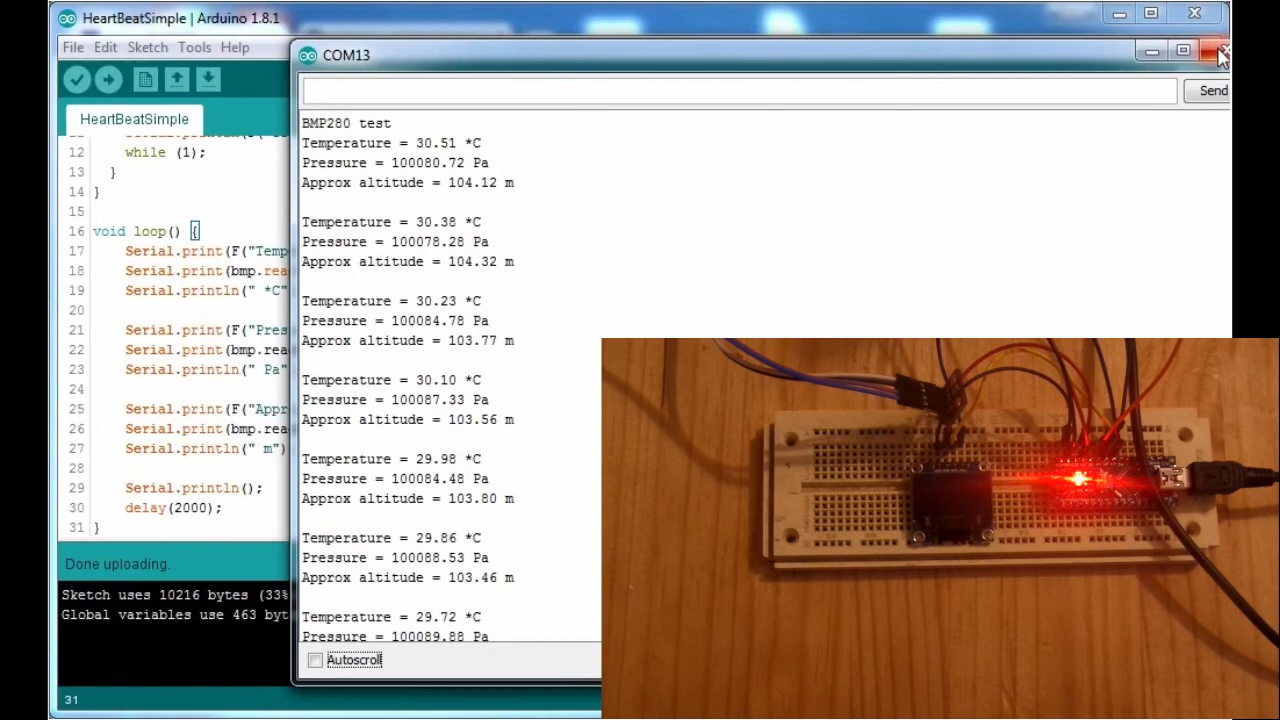 HeartBeatSimple | Arduino 1.8.1
File Edit Sketch Tools Help
HeartBeatSimple
12 while (1);
13 }
14 }
15
16 void loop() {
17 Serial.print(F("Temp
18 Serial.print(bmp.rea
19 Serial.println(" *C"
20
21 Serial.print(F("Pres
22 Serial.print(bmp.rea
23 Serial.println(" Pa"
24
25 Serial.print(F("Appr
26 Serial.print(bmp.rea
27 Serial.println(" m")
28
29 Serial.println();
30 delay(2000);
31 }
Done uploading.
Sketch uses 10216 bytes (33%
Global variables use 463 byt
31
COM13
Send
BMP280 test
Temperature = 30.51 *C
Pressure = 100080.72 Pa
Approx altitude = 104.12 m
Temperature = 30.38 *C
Pressure = 100078.28 Pa
Approx altitude = 104.32 m
Temperature = 30.23 *C
Pressure = 100084.78 Pa
Approx altitude = 103.77 m
Temperature = 30.10 *C
Pressure = 100087.33 Pa
Approx altitude = 103.56 m
Temperature = 29.98 *C
Pressure = 100084.48 Pa
Approx altitude = 103.80 m
Temperature = 29.86 *C
Pressure = 100088.53 Pa
Approx altitude = 103.46 m
Temperature = 29.72 *C
Pressure = 100089.88 Pa
Autoscroll